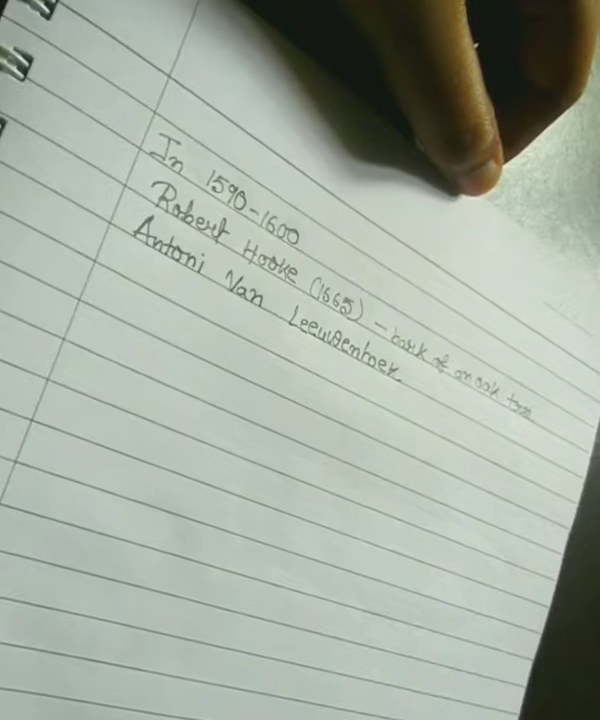 In 1590-1600
Robert Hooke (1665) - bark of an oak tree
Antoni Van Leeuwenhoek